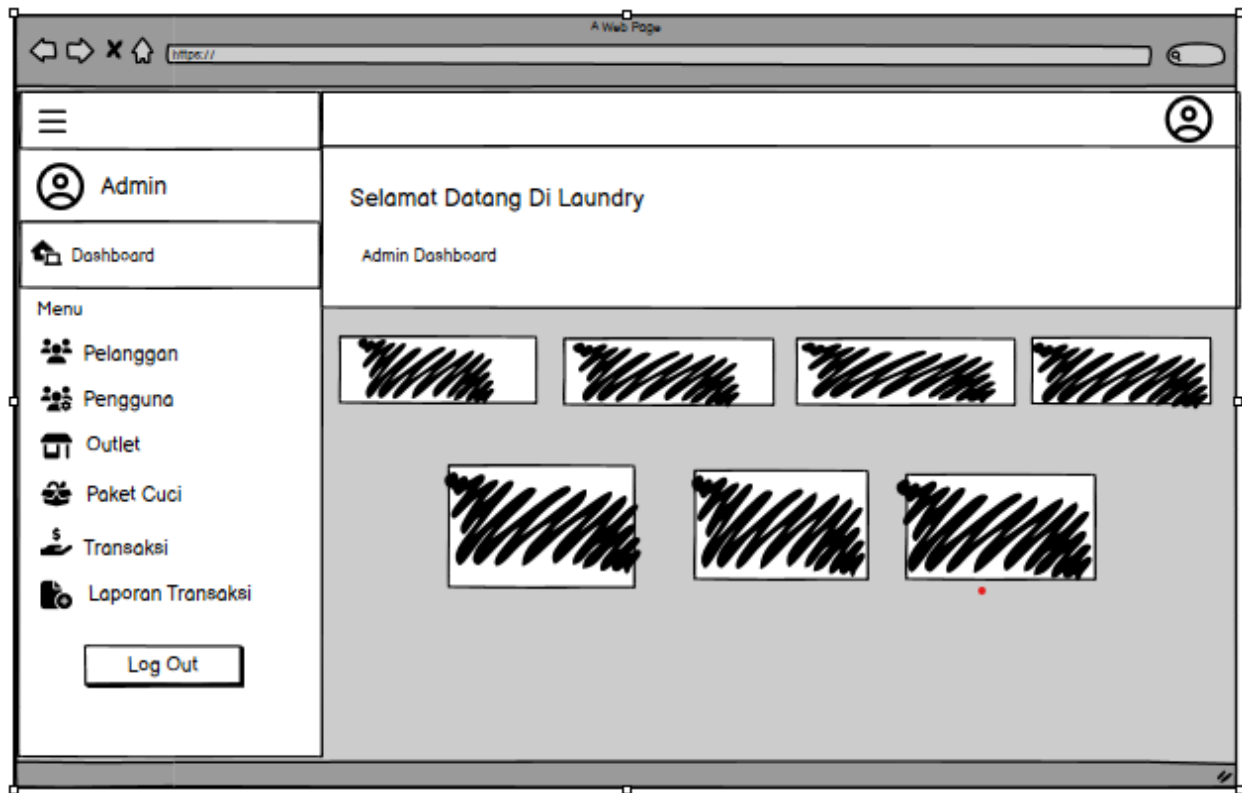 A Web Page
https://
Admin
Selamat Datang Di Laundry
Dashboard
Admin Dashboard
Menu
Pelanggan
Pengguna
Outlet
Paket Cuci
Transaksi
Laporan Transaksi
Log Out